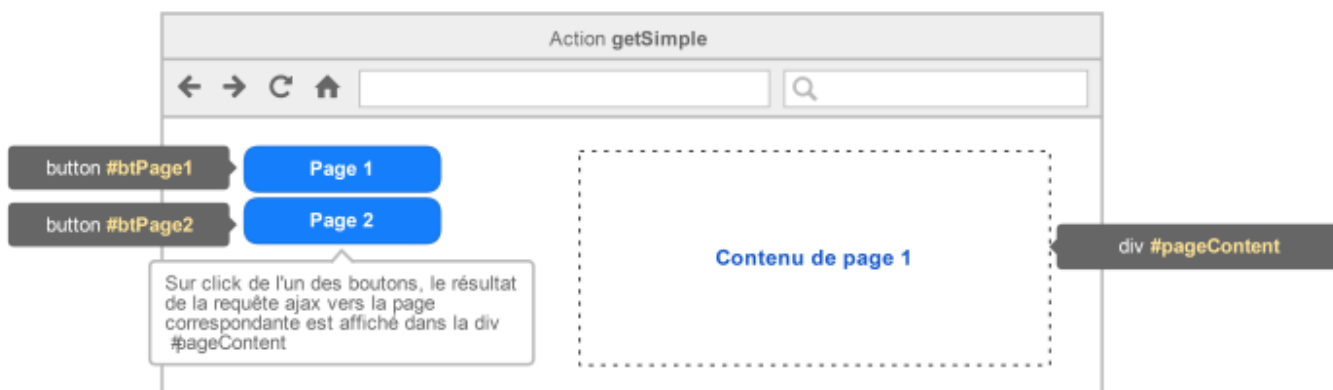 Action getSimple
button #btPage1
Page 1
button #btPage2
Page 2
Sur click de l'un des boutons, le résultat
de la requête ajax vers la page
correspondante est affiché dans la div
#pageContent
Contenu de page 1
div #pageContent